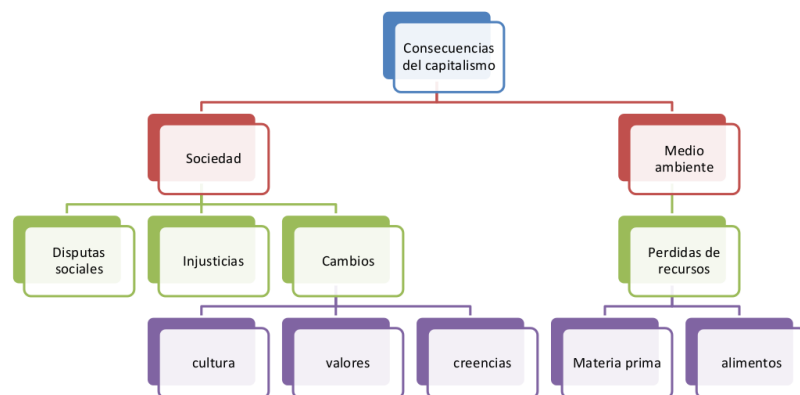 Consecuencias
del capitalismo
Sociedad
Medio
ambiente
Disputas
sociales
Injusticias
Cambios
Perdidas de
recursos
cultura
valores
creencias
Materia prima
alimentos